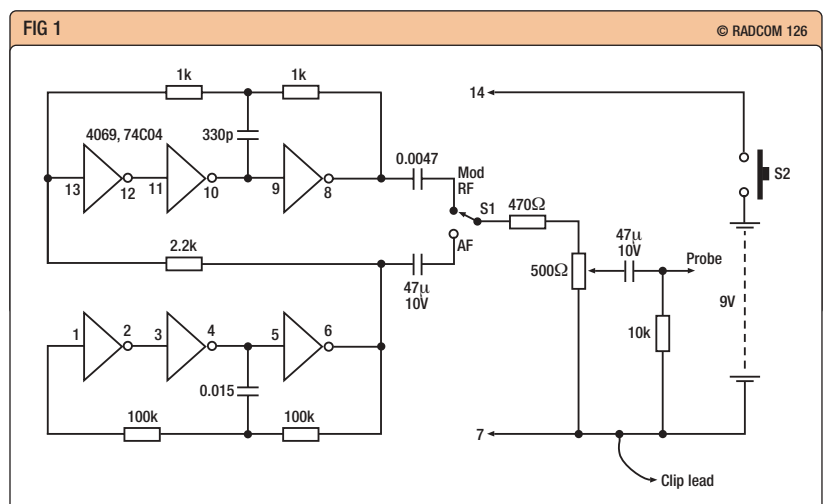 FIG 1
© RADCOM 126
1k
1k
14
4069, 74C04
330p
0.0047
Mod
RF
S2
13
12
11
10
9
8
S1
470Ω
AF
2.2k
47µ
10V
500Ω
47µ
10V
Probe
9V
1
2
3
4
5
6
10k
0.015
100k
100k
7
Clip lead